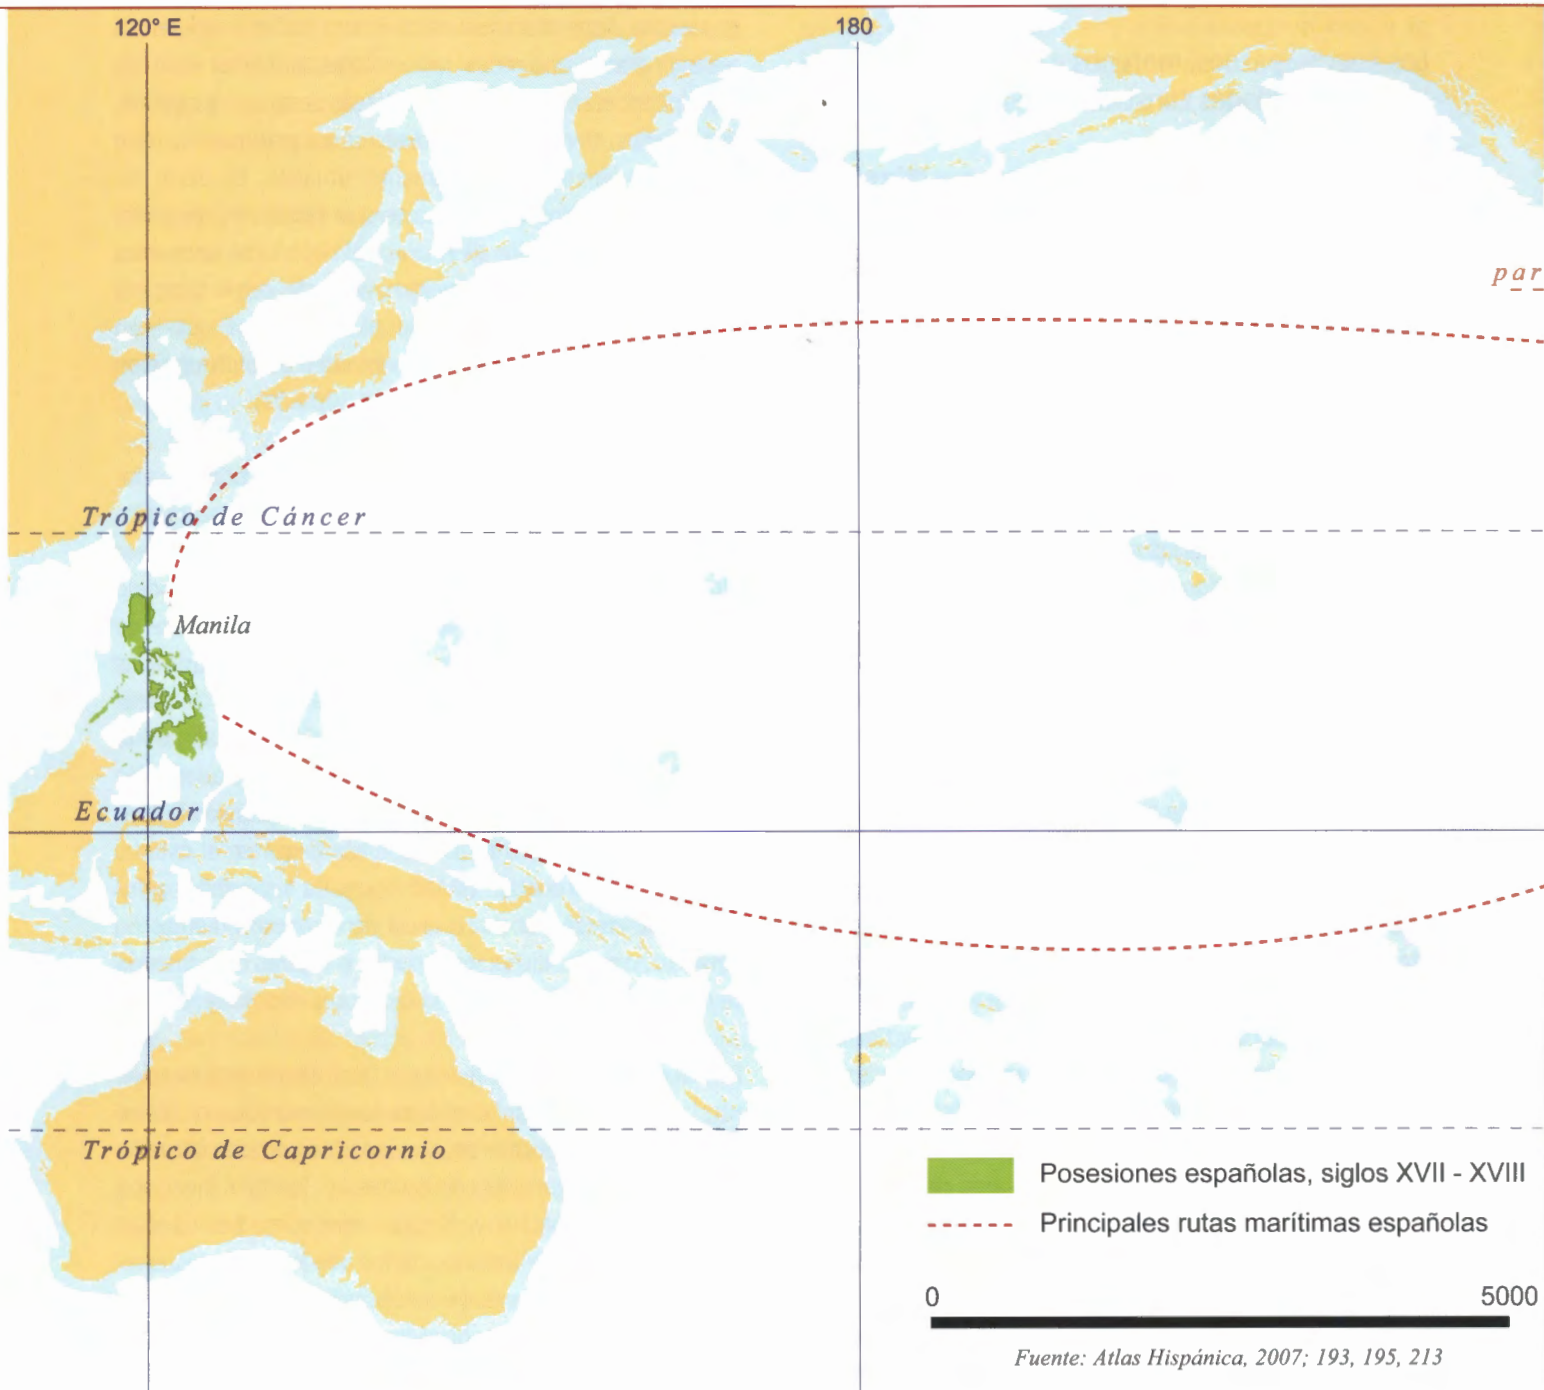 120° E
180
par
Trópico de Cáncer
Manila
Ecuador
Trópico de Capricornio
Posesiones españolas, siglos XVII - XVIII
Principales rutas marítimas españolas
0
5000
Fuente: Atlas Hispánica, 2007; 193, 195, 213